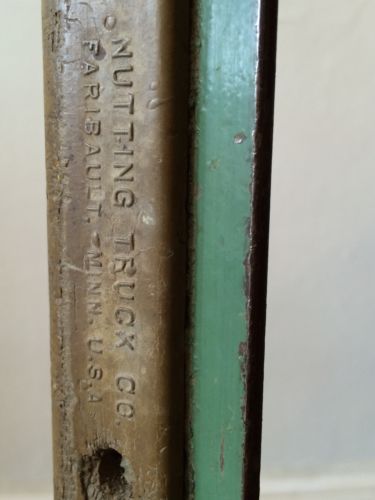 NUTTING TRUCK CO.
FARIBAULT, MINN. U.S.A